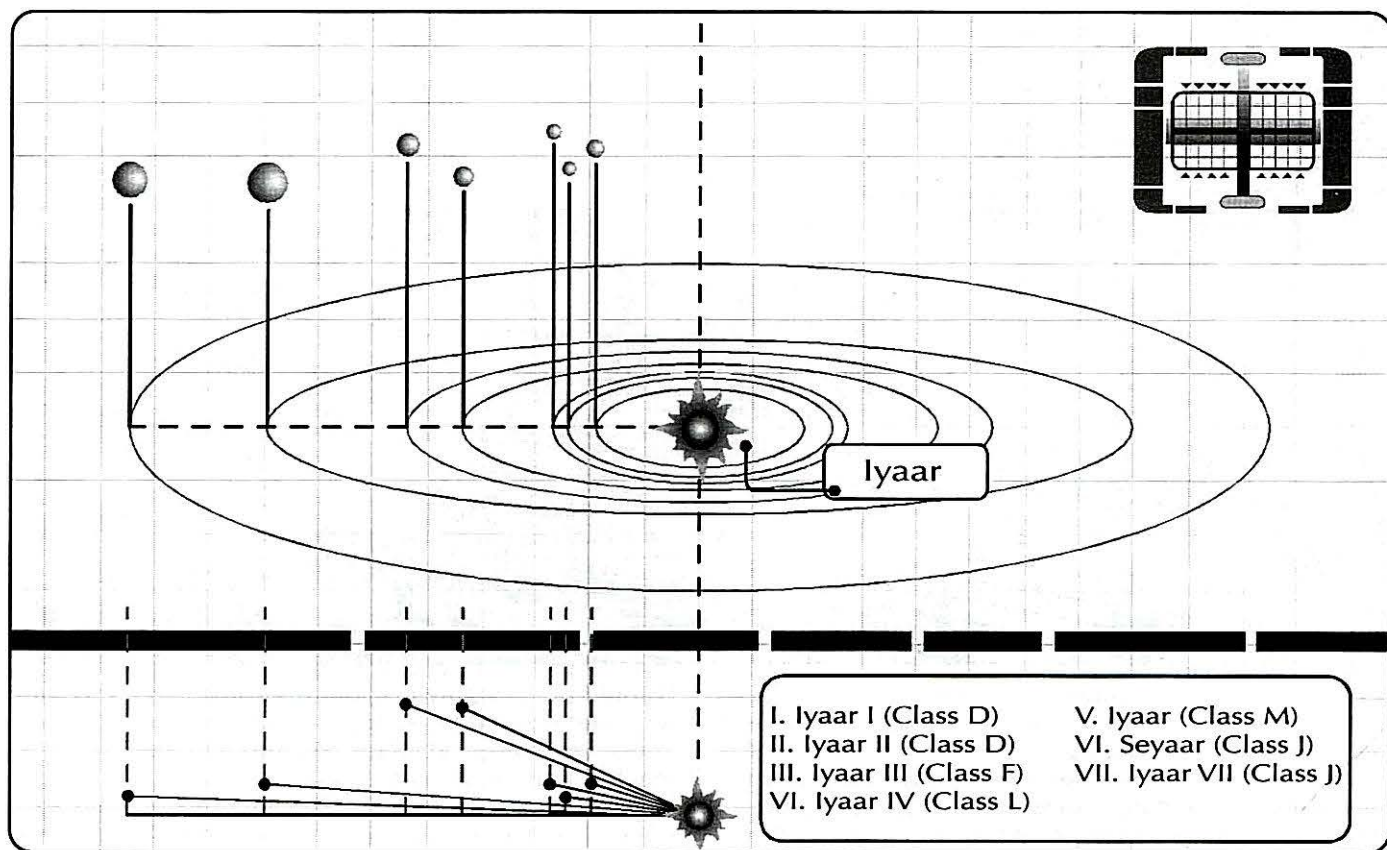 Iyaar
I. Iyaar I (Class D)
II. Iyaar II (Class D)
III. Iyaar III (Class F)
VI. Iyaar IV (Class L)
V. Iyaar (Class M)
VI. Seyaar (Class J)
VII. Iyaar VII (Class J)